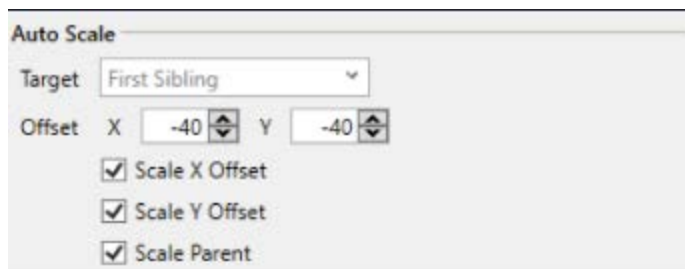 Auto Scale
Target First Sibling
Offset X -40 Y -40
Scale X Offset
Scale Y Offset
Scale Parent